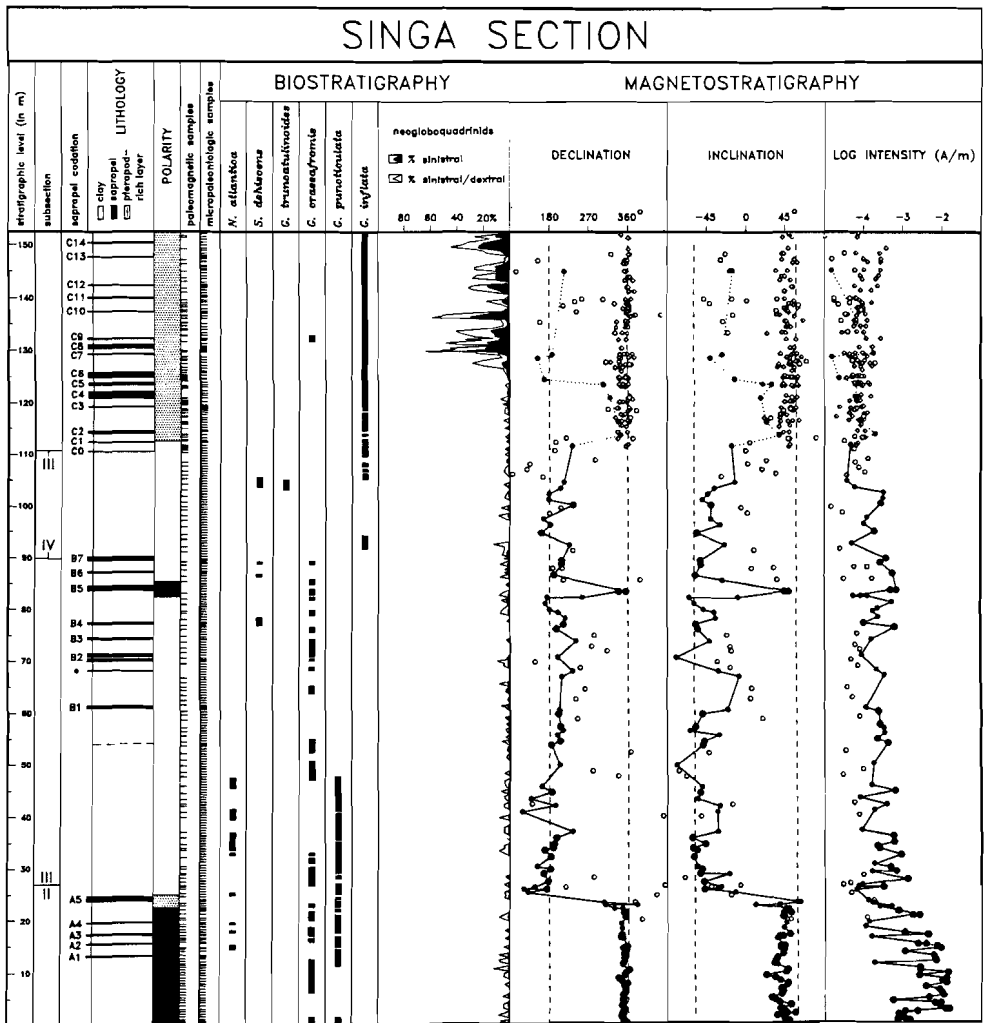 SINGA SECTION
BIOSTRATIGRAPHY
MAGNETOSTRATIGRAPHY
stratigraphic level (in m)
subsection
sapropel codation
LITHOLOGY
clay
sapropel
pteropod-rich layer
POLARITY
paleomagnetic samples
micropaleontologic samples
N. atlantica
S. dehiscens
G. truncatulinoides
G. crassaformis
G. puncticulata
G. inflata
neogloboquadrinids
% sinistral
% sinistral/dextral
80 60 40 20%
DECLINATION
180 270 360°
INCLINATION
-45 0 45°
LOG INTENSITY (A/m)
-4 -3 -2
150
140
130
120
110
100
90
80
70
60
50
40
30
20
10
III
IV
III
II
C14
C13
C12
C11
C10
C9
C8
C7
C6
C5
C4
C3
C2
C1
C0
B7
B6
B5
B4
B3
B2
B1
A5
A4
A3
A2
A1